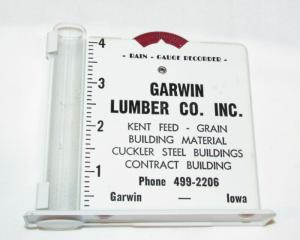 4
- RAIN - GAUGE RECORDER -
3
GARWIN
LUMBER CO. INC.
2
KENT FEED - GRAIN
BUILDING MATERIAL
CUCKLER STEEL BUILDINGS
1
CONTRACT BUILDING
Phone 499-2206
Garwin — Iowa